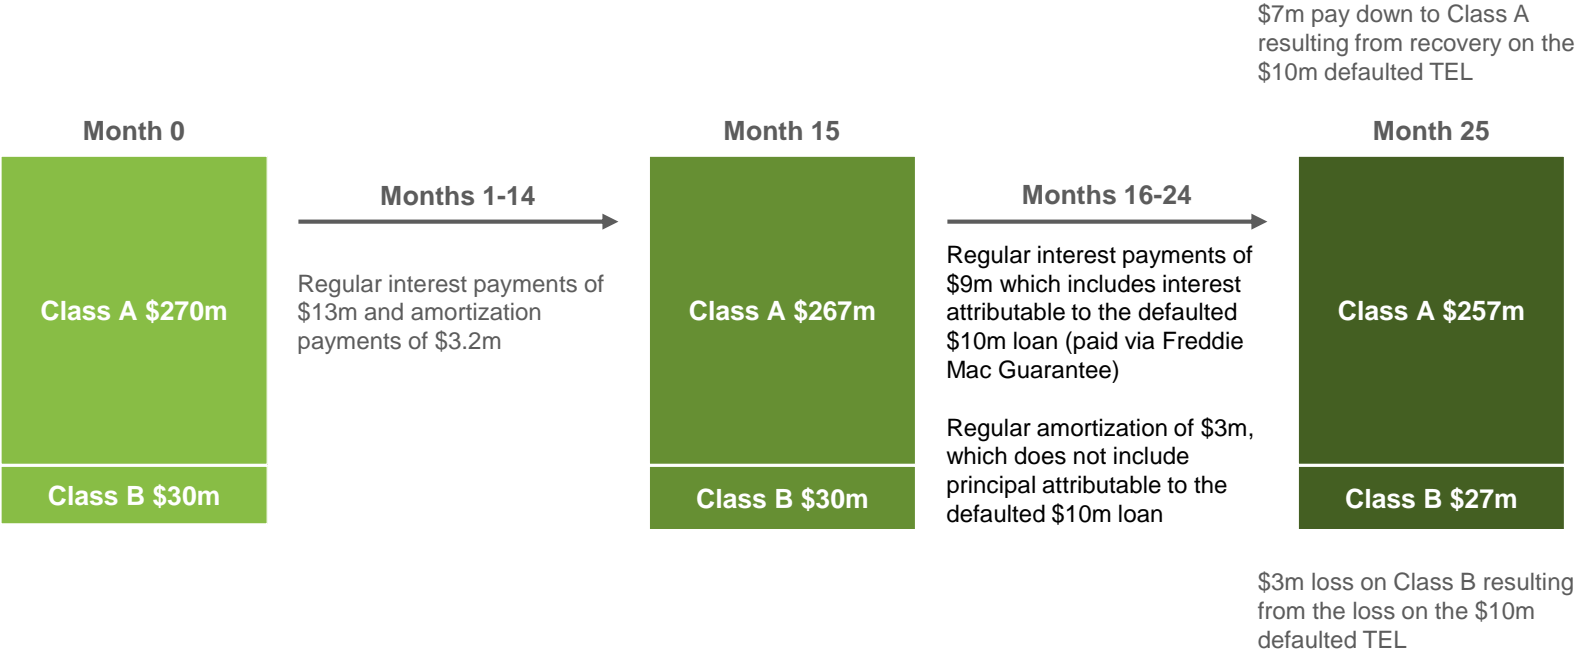 $7m pay down to Class A
resulting from recovery on the
$10m defaulted TEL
Month 0
Month 15
Month 25
Class A $270m
Class B $30m
Months 1-14
Regular interest payments of
$13m and amortization
payments of $3.2m
Class A $267m
Class B $30m
Months 16-24
Regular interest payments of
$9m which includes interest
attributable to the defaulted
$10m loan (paid via Freddie
Mac Guarantee)
Regular amortization of $3m,
which does not include
principal attributable to the
defaulted $10m loan
Class A $257m
Class B $27m
$3m loss on Class B resulting
from the loss on the $10m
defaulted TEL